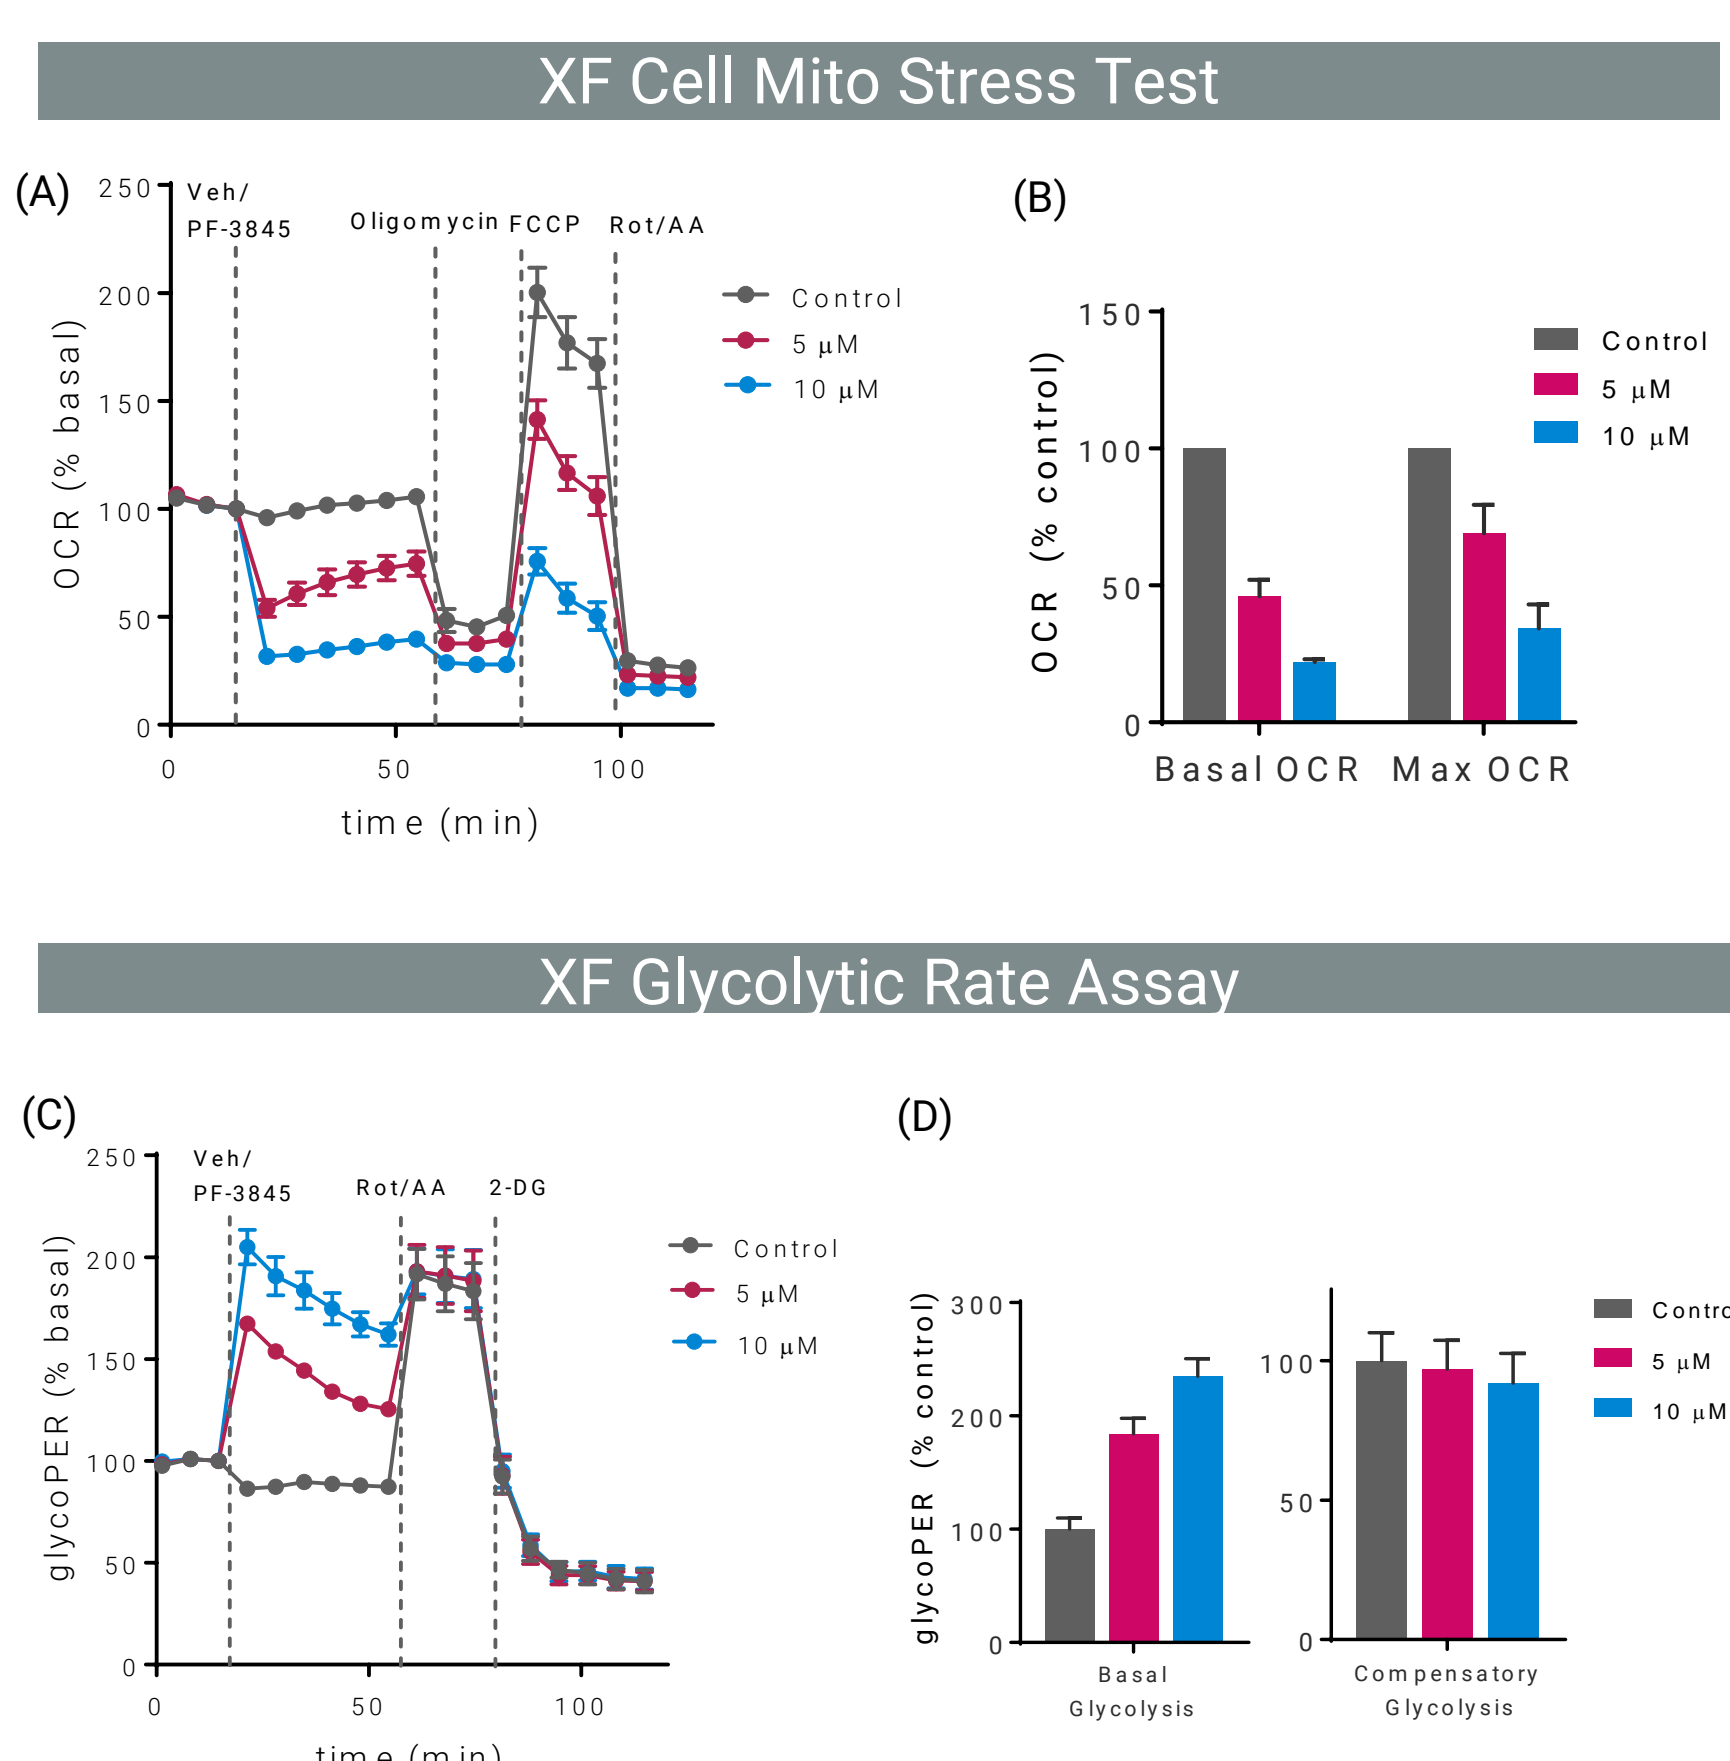 XF Cell Mito Stress Test
(A)
250
200
150
100
50
0
OCR (% basal)
Veh/
PF-3845
Oligomycin
FCCP
Rot/AA
Control
5 μM
10 μM
0
50
100
time (min)
(B)
150
100
50
0
OCR (% control)
Control
5 μM
10 μM
Basal OCR
Max OCR
XF Glycolytic Rate Assay
(C)
250
200
150
100
50
0
glycoPER (% basal)
Veh/
PF-3845
Rot/AA
2-DG
Control
5 μM
10 μM
0
50
100
time (min)
(D)
300
200
100
0
glycoPER (% control)
Basal
Glycolysis
100
50
0
Compensatory
Glycolysis
Contro
5 μM
10 μM